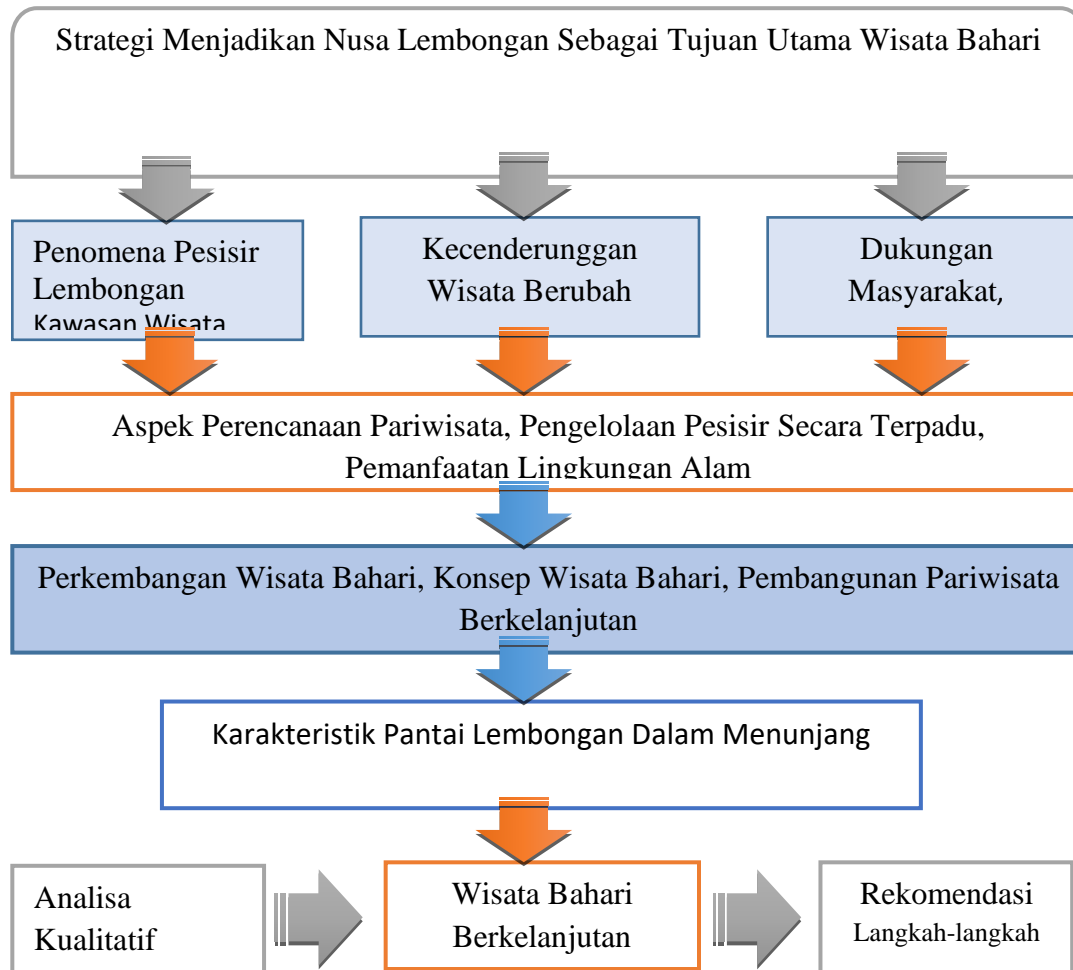 Strategi Menjadikan Nusa Lembongan Sebagai Tujuan Utama Wisata Bahari
Penomena Pesisir
Lembongan
Kawasan Wisata
Kecenderunggan
Wisata Berubah
Dukungan
Masyarakat,
Aspek Perencanaan Pariwisata, Pengelolaan Pesisir Secara Terpadu,
Pemanfaatan Lingkungan Alam
Perkembangan Wisata Bahari, Konsep Wisata Bahari, Pembangunan Pariwisata
Berkelanjutan
Karakteristik Pantai Lembongan Dalam Menunjang
Analisa
Kualitatif
Wisata Bahari
Berkelanjutan
Rekomendasi
Langkah-langkah